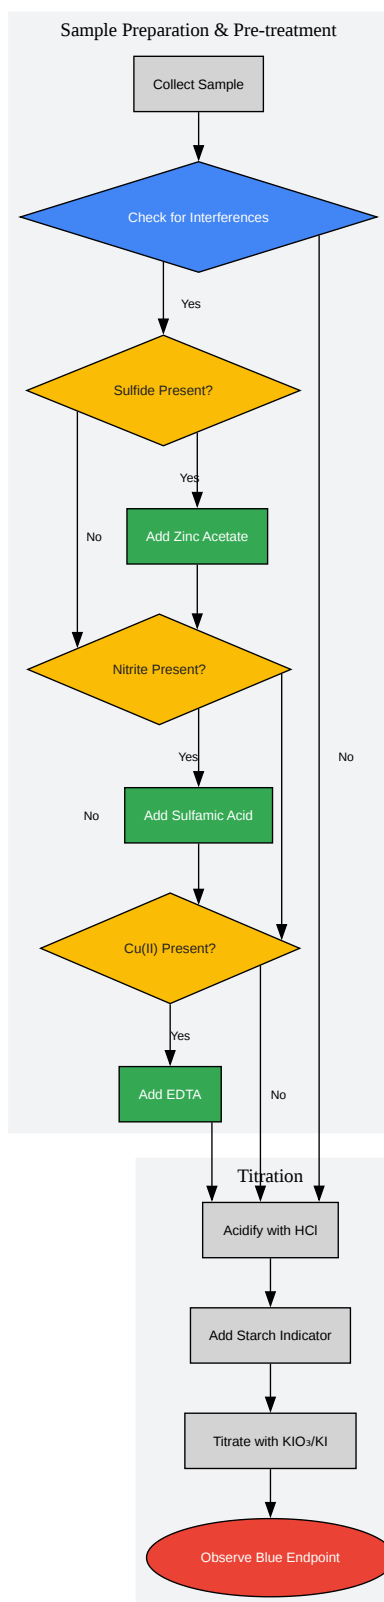 Sample Preparation & Pre-treatment
Collect Sample
Check for Interferences
Yes
Sulfide Present?
Yes
No
Add Zinc Acetate
Nitrite Present?
Yes
No
No
Add Sulfamic Acid
Cu(II) Present?
Yes
No
Add EDTA
Titration
Acidify with HCl
Add Starch Indicator
Titrate with KIO₃/KI
Observe Blue Endpoint